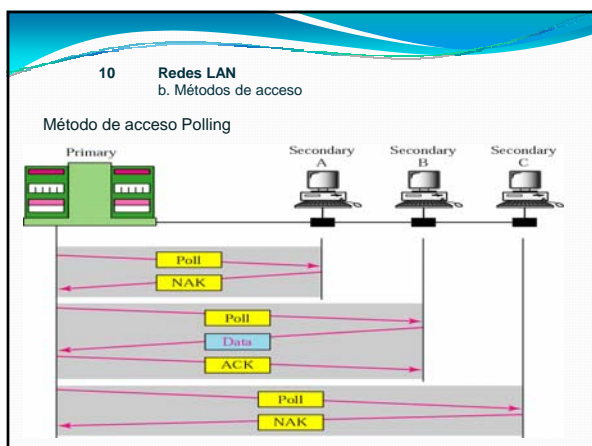 10 Redes LAN
b. Métodos de acceso
Método de acceso Polling
Primary
Secondary Secondary Secondary
A B C
Poll
NAK
Poll
Data
ACK
Poll
NAK